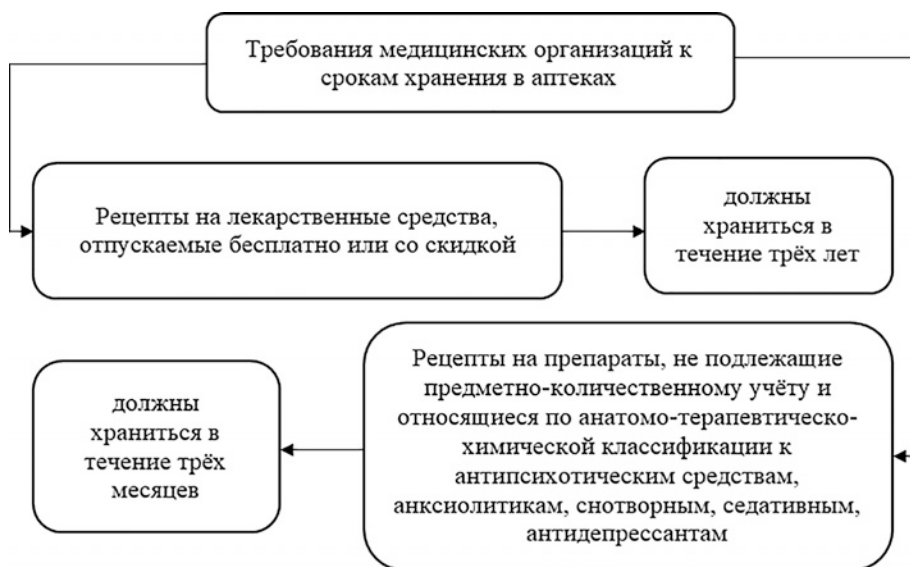 Требования медицинских организаций к
срокам хранения в аптеках
Рецепты на лекарственные средства,
отпускаемые бесплатно или со скидкой
должны
храниться в
течение трёх лет
Рецепты на препараты, не подлежащие
предметно-количественному учёту и
относящиеся по анатомо-терапевтическо-
химической классификации к
антипсихотическим средствам,
анксиолитикам, снотворным, седативным,
антидепрессантам
должны
храниться в
течение трёх
месяцев